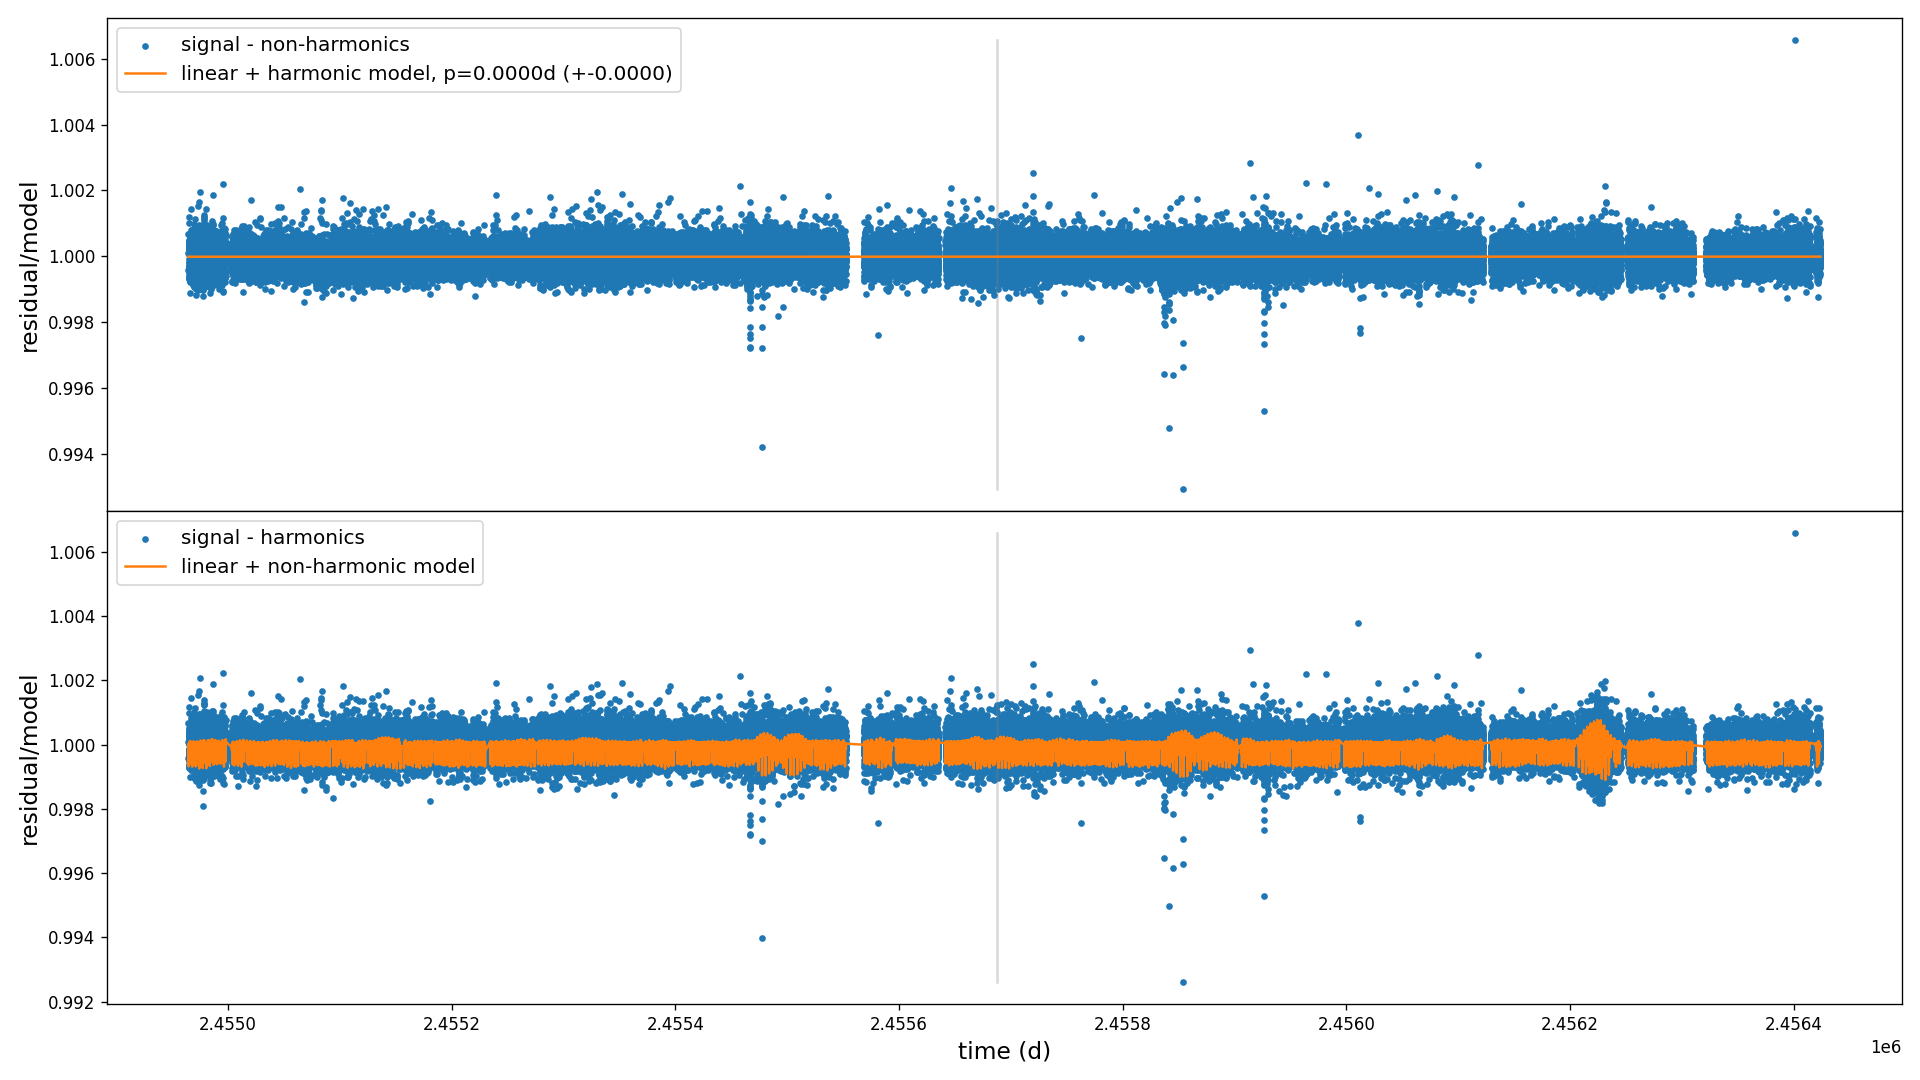 signal - non-harmonics
linear + harmonic model, p=0.0000d (+-0.0000)
1.006
1.004
1.002
1.000
0.998
0.996
0.994
residual/model
signal - harmonics
linear + non-harmonic model
1.006
1.004
1.002
1.000
0.998
0.996
0.994
0.992
residual/model
2.4550
2.4552
2.4554
2.4556
2.4558
2.4560
2.4562
2.4564
1e6
time (d)